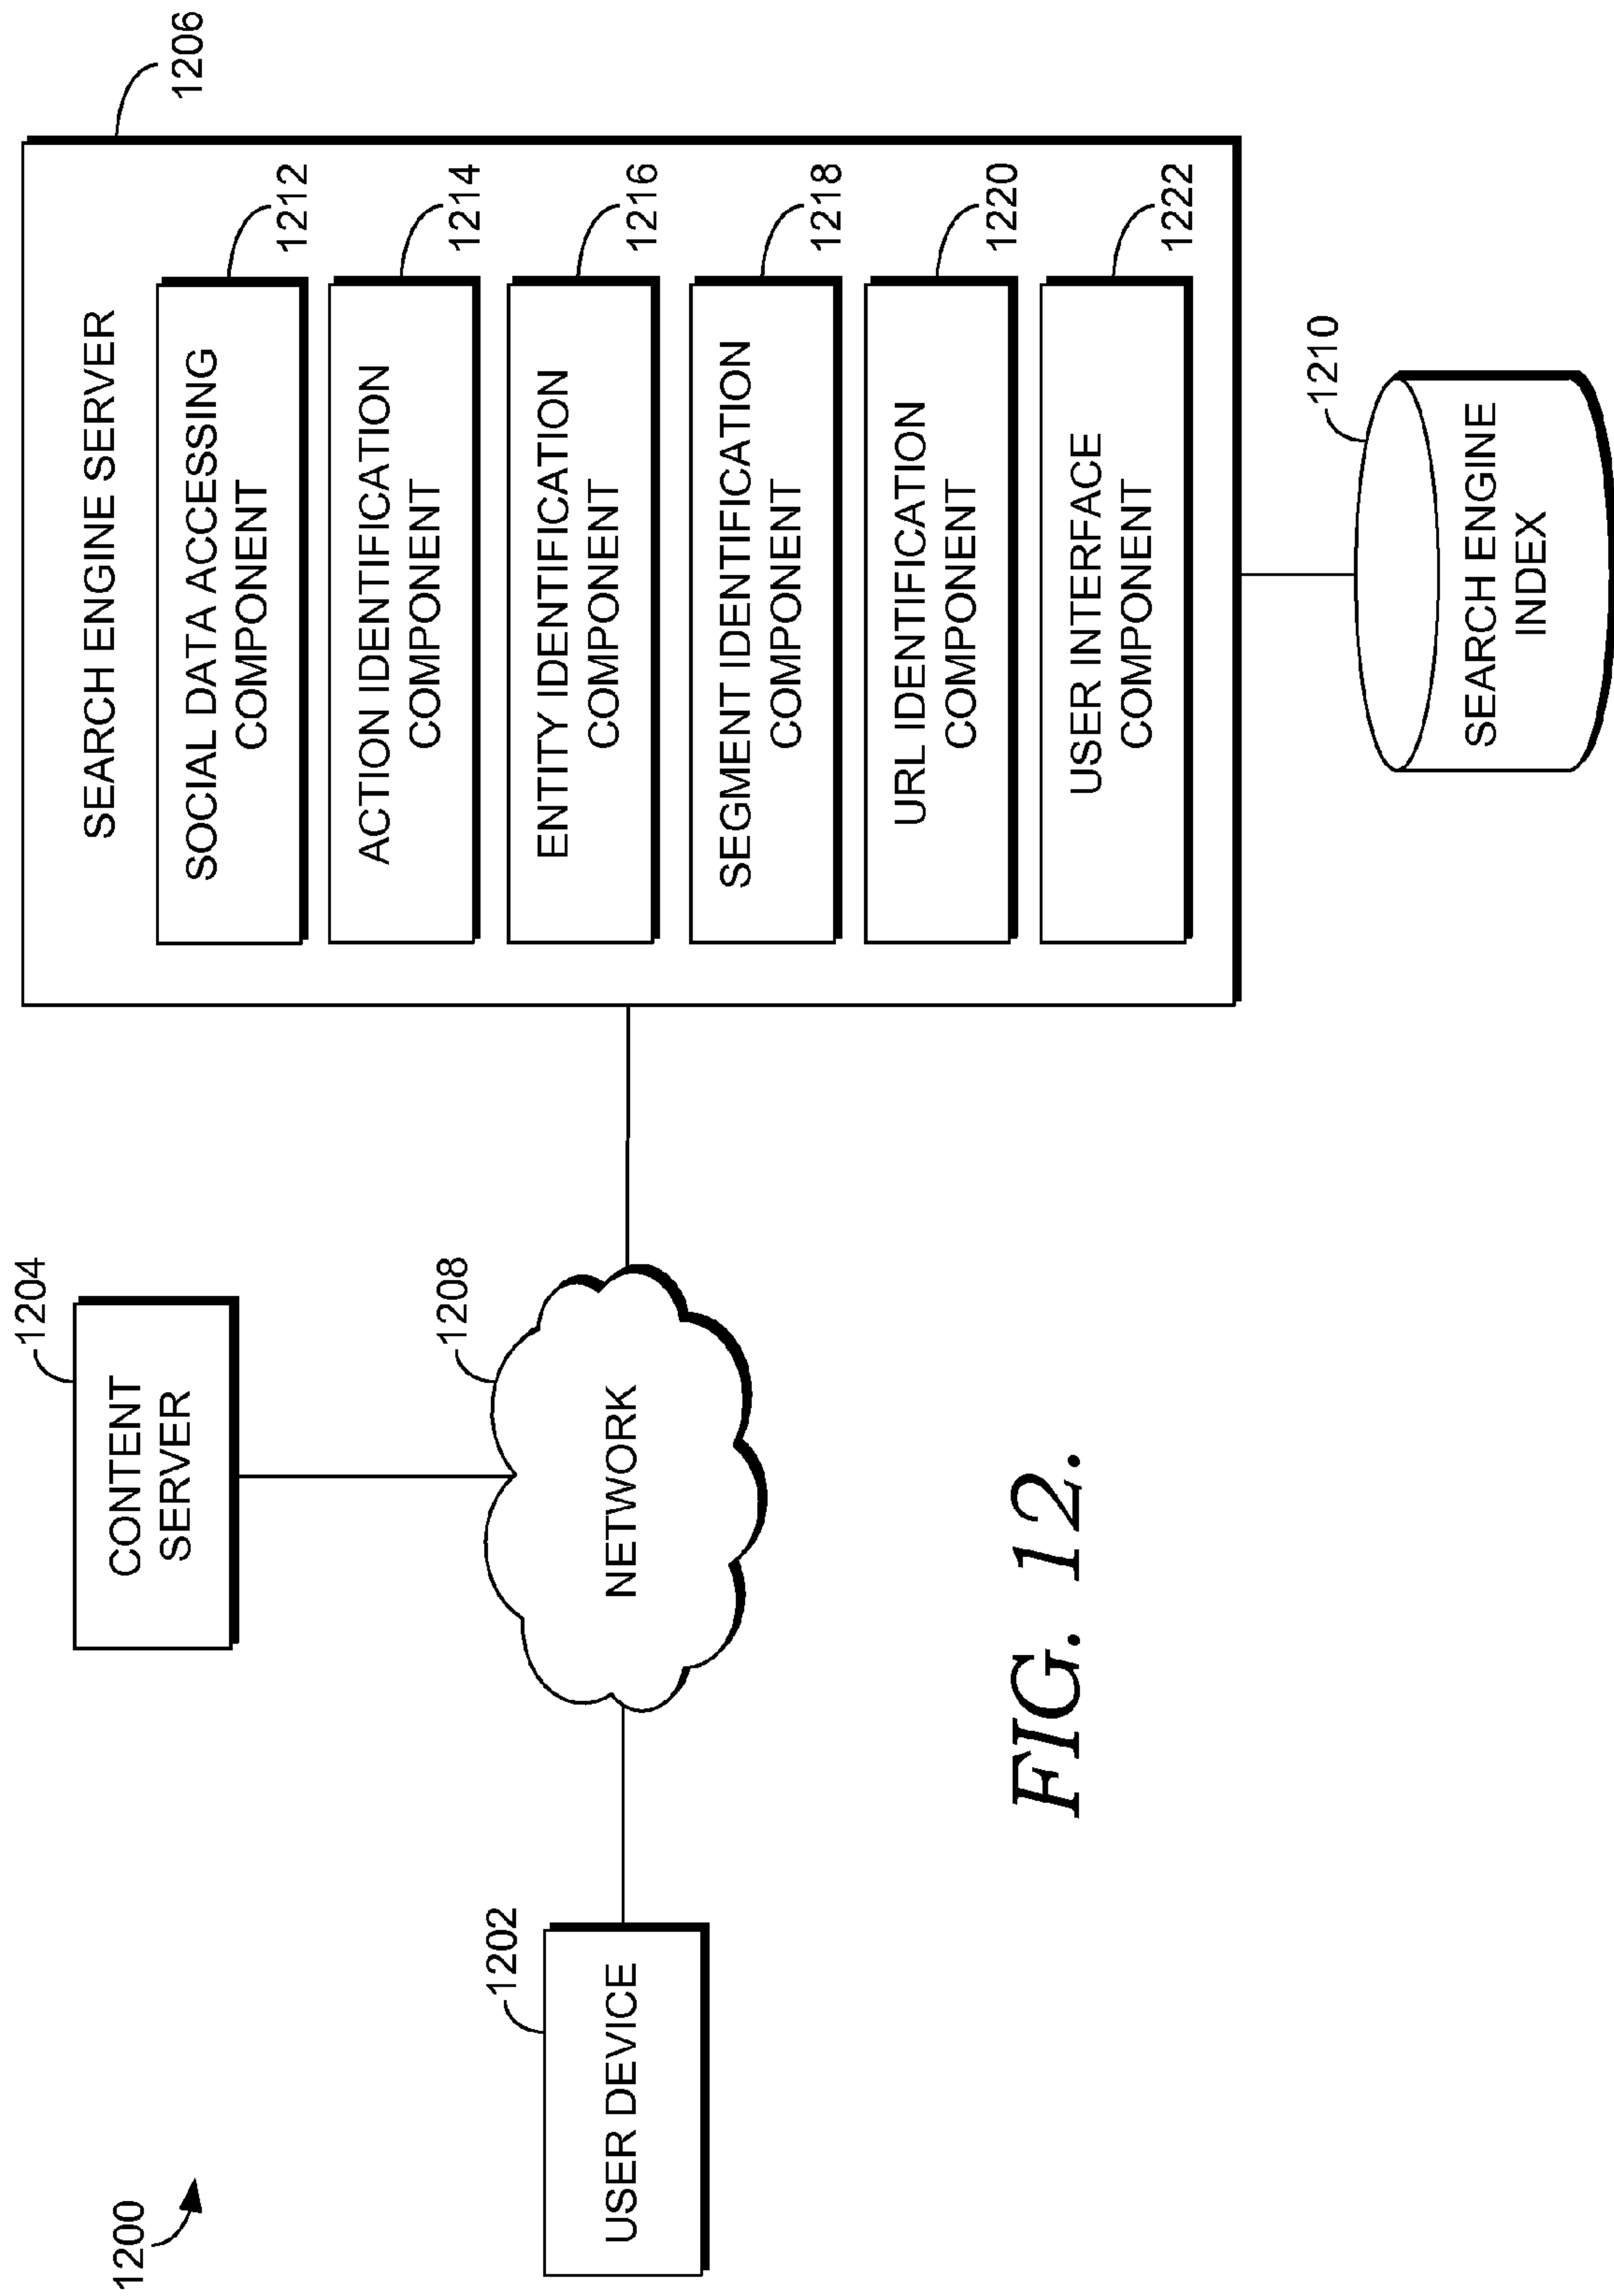 1200
USER DEVICE
1202
CONTENT
SERVER
1204
NETWORK
1208
SEARCH ENGINE SERVER
1206
SOCIAL DATA ACCESSING
COMPONENT
1212
ACTION IDENTIFICATION
COMPONENT
1214
ENTITY IDENTIFICATION
COMPONENT
1216
SEGMENT IDENTIFICATION
COMPONENT
1218
URL IDENTIFICATION
COMPONENT
1220
USER INTERFACE
COMPONENT
1222
SEARCH ENGINE
INDEX
1210
FIG. 12.